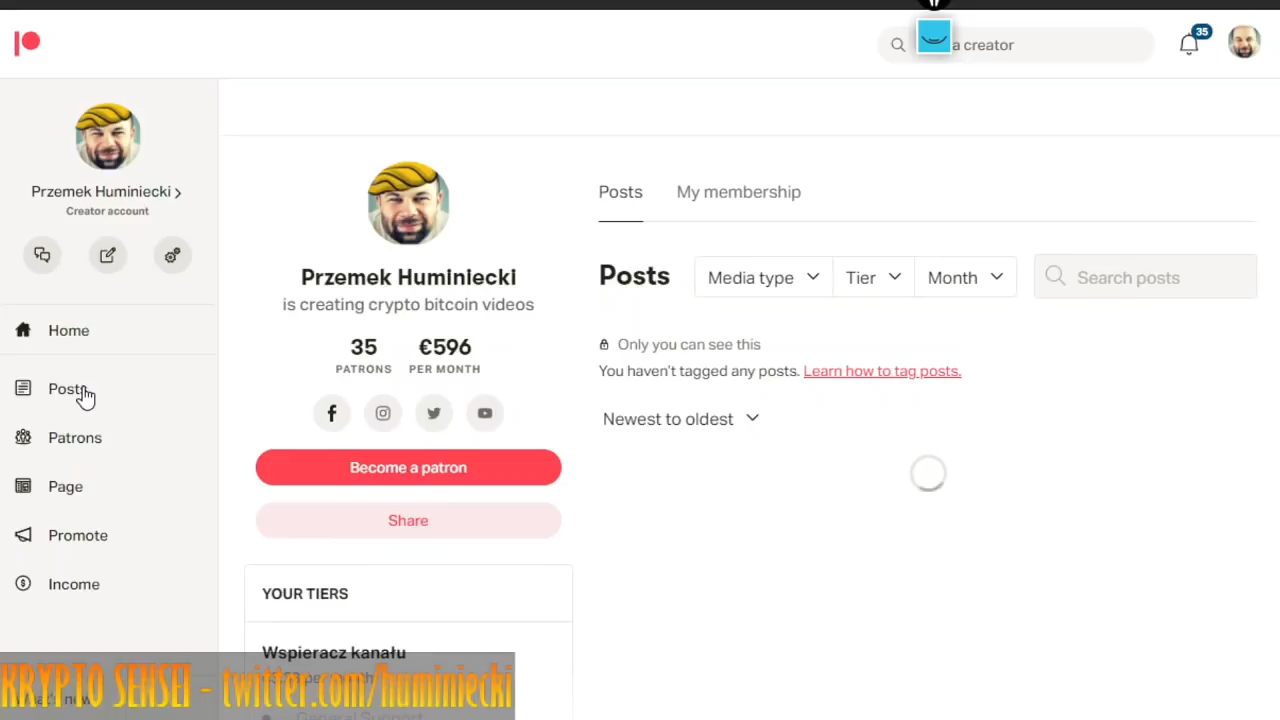 a creator
35
Przemek Huminiecki
Creator account
Home
Posts
Patrons
Page
Promote
Income
Przemek Huminiecki
is creating crypto bitcoin videos
35
PATRONS
€596
PER MONTH
Become a patron
Share
YOUR TIERS
Wspieracz kanału
General Support
Posts
My membership
Posts
Media type
Tier
Month
Search posts
Only you can see this
You haven't tagged any posts. Learn how to tag posts.
Newest to oldest
KRYPTO SENSEI - twitter.com/huminiecki